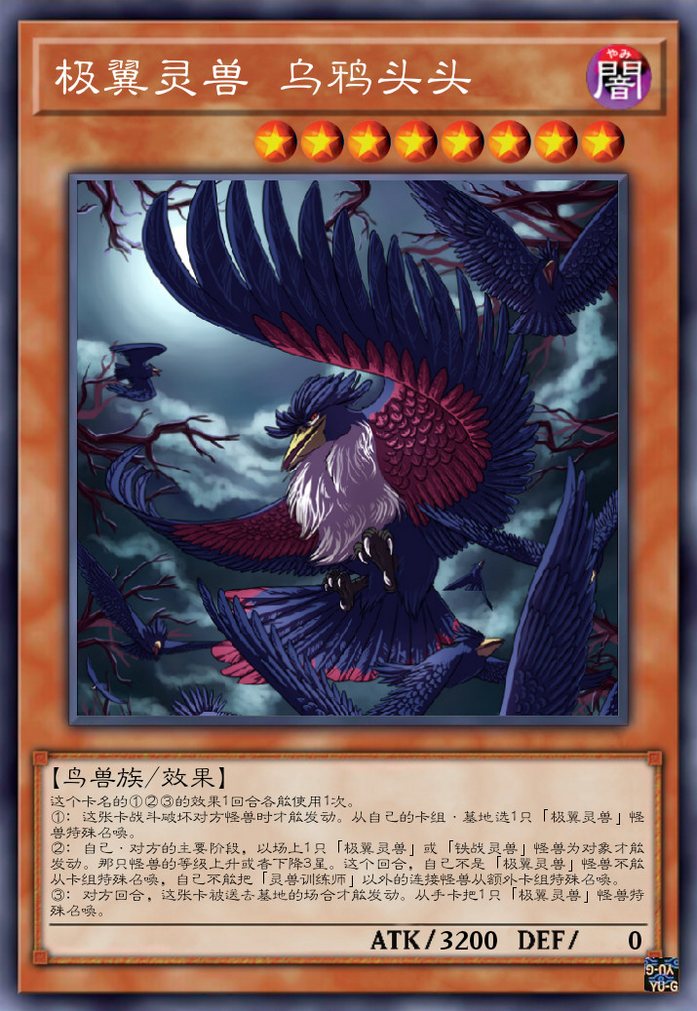 极翼灵兽 乌鸦头头
やみ
闇
【鸟兽族/效果】
这个卡名的①②③的效果1回合各能使用1次。
①：这张卡战斗破坏对方怪兽时才能发动。从自己的卡组·墓地选1只「极翼灵兽」怪
兽特殊召唤。
②：自己·对方的主要阶段，以场上1只「极翼灵兽」或「铁战灵兽」怪兽为对象才能
发动。那只怪兽的等级上升或者下降3星。这个回合，自己不是「极翼灵兽」怪兽不能
从卡组特殊召唤，自己不能把「灵兽训练师」以外的连接怪兽从额外卡组特殊召唤。
③：对方回合，这张卡被送去墓地的场合才能发动。从手卡把1只「极翼灵兽」怪兽特
殊召唤。
ATK/3200 DEF/ 0
YU-G
YU-G